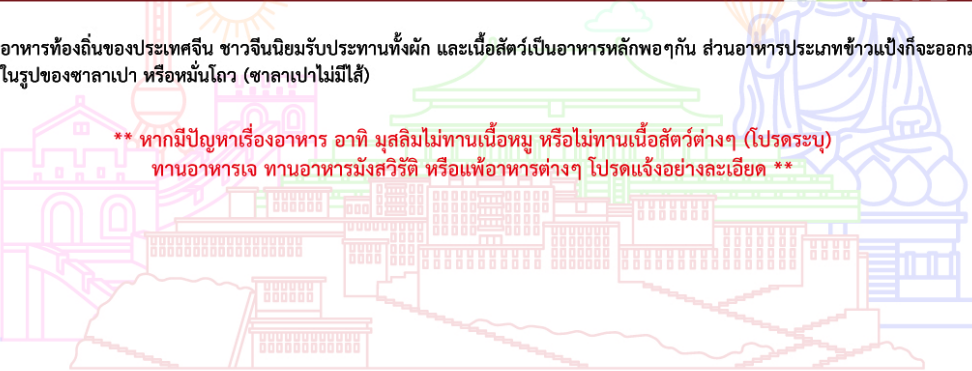 อาหารท้องถิ่นของประเทศจีน ชาวจีนนิยมรับประทานทั้งผัก และเนื้อสัตว์เป็นอาหารหลักพอๆกัน ส่วนอาหารประเภทข้าวแป้งก็จะออกม
ในรูปของซาลาเปา หรือหมั่นโถว (ซาลาเปาไม่มีไส้)
** หากมีปัญหาเรื่องอาหาร อาทิ มุสลิมไม่ทานเนื้อหมู หรือไม่ทานเนื้อสัตว์ต่างๆ (โปรดระบุ)
ทานอาหารเจ ทานอาหารมังสวิรัติ หรือแพ้อาหารต่างๆ โปรดแจ้งอย่างละเอียด **